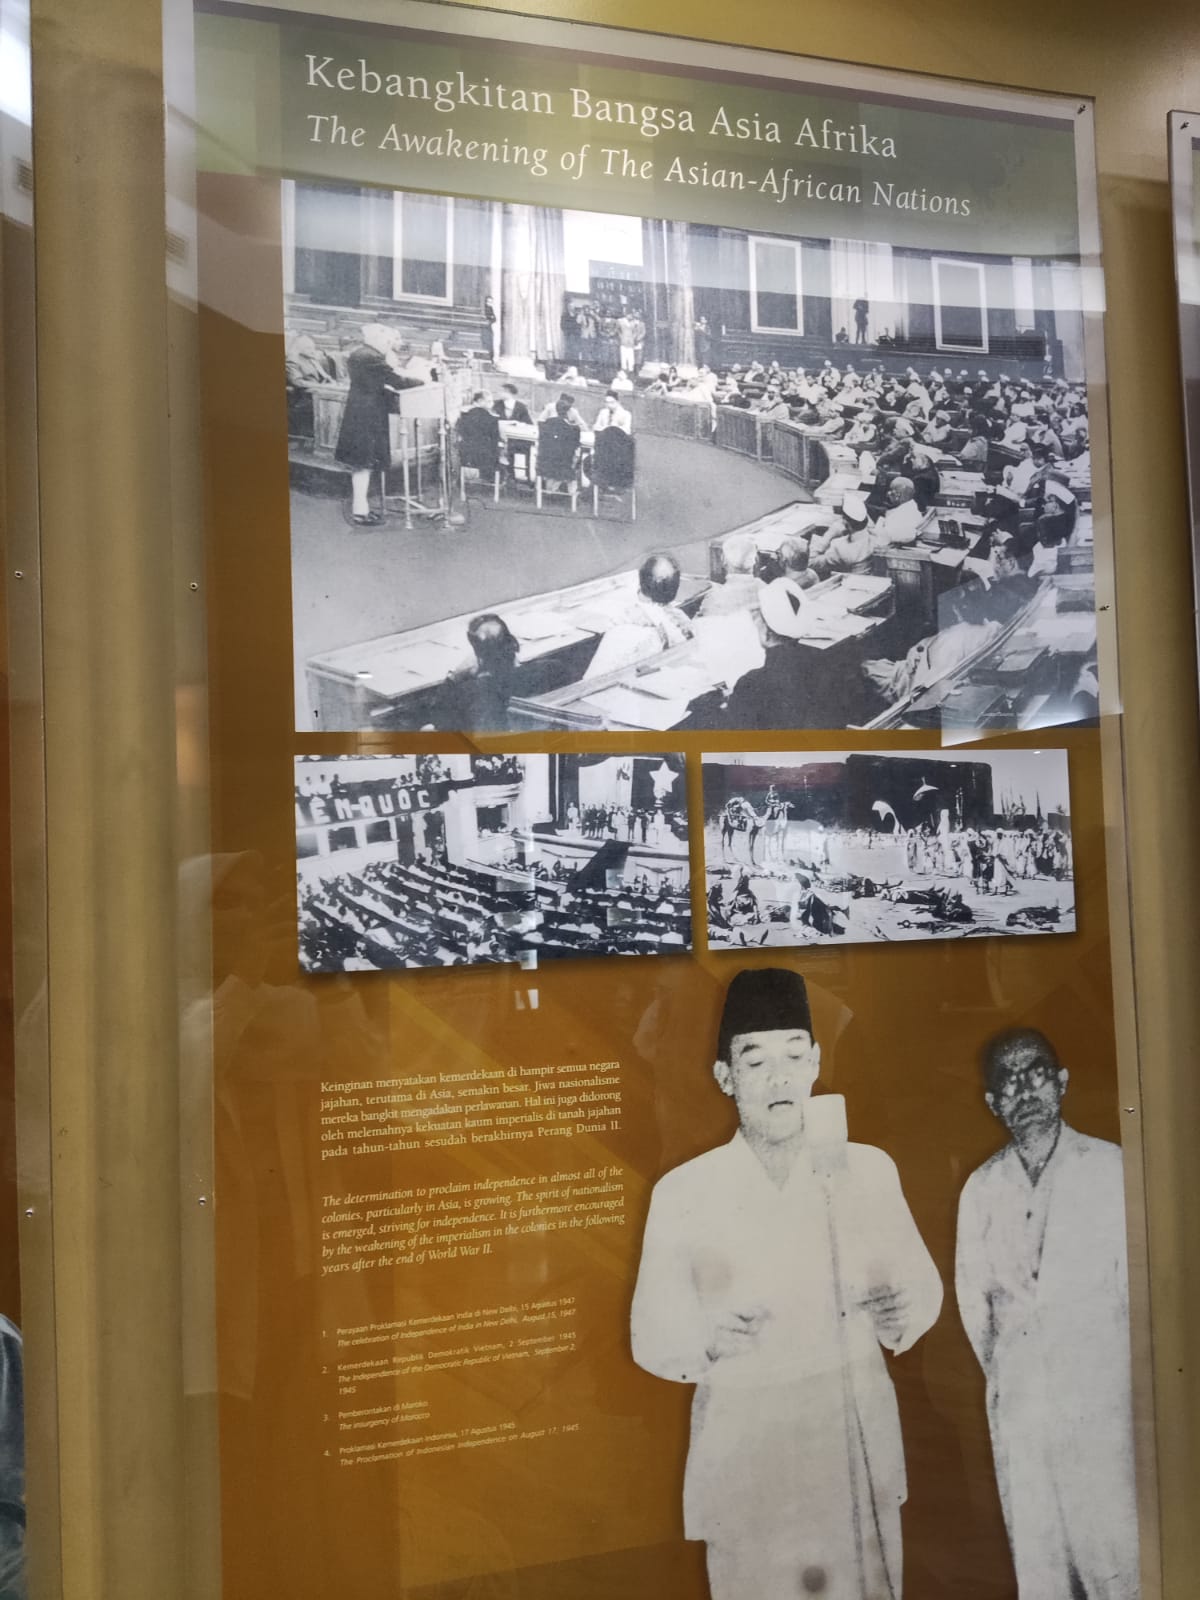 Kebangkitan Bangsa Asia Afrika
The Awakening of The Asian-African Nations
1
IÊN-QUOC
2
Keinginan menyatakan kemerdekaan di hampir semua negara
jajahan, terutama di Asia, semakin besar. Jiwa nasionalisme
mereka bangkit mengadakan perlawanan. Hal ini juga didorong
oleh melemahnya kekuatan kaum imperialis di tanah jajahan
pada tahun-tahun sesudah berakhirnya Perang Dunia II.
The determination to proclaim independence in almost all of the
colonies, particularly in Asia, is growing. The spirit of nationalism
is emerged, striving for independence. It is furthermore encouraged
by the weakening of the imperialism in the colonies in the following
years after the end of World War II.
1. Perayaan Proklamasi Kemerdekaan India di New Delhi, 15 Agustus 1947
The celebration of Independence of India in New Delhi, August 15, 1947
2. Kemerdekaan Republik Demokratik Vietnam, 2 September 1945
The Independence of the Democratic Republic of Vietnam, September 2,
1945
3. Pemberontakan di Maroko
The insurgency of Morocco
4. Proklamasi Kemerdekaan Indonesia, 17 Agustus 1945
The Proclamation of Indonesian Independence on August 17, 1945